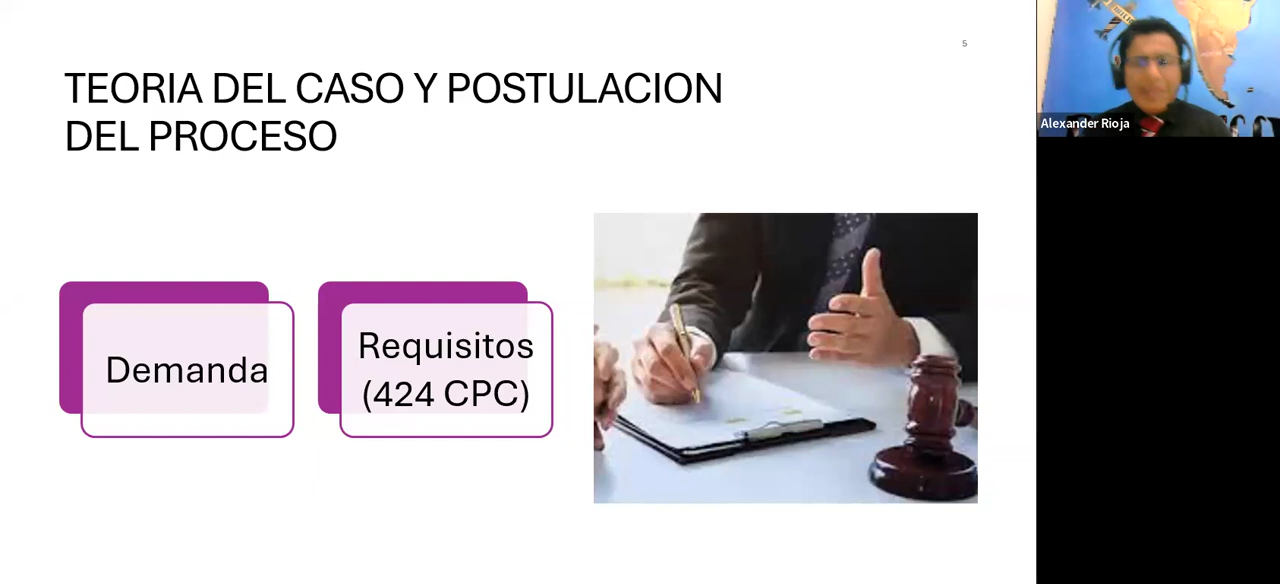 5
TEORIA DEL CASO Y POSTULACION
DEL PROCESO
Demanda
Requisitos
(424 CPC)
Alexander Rioja